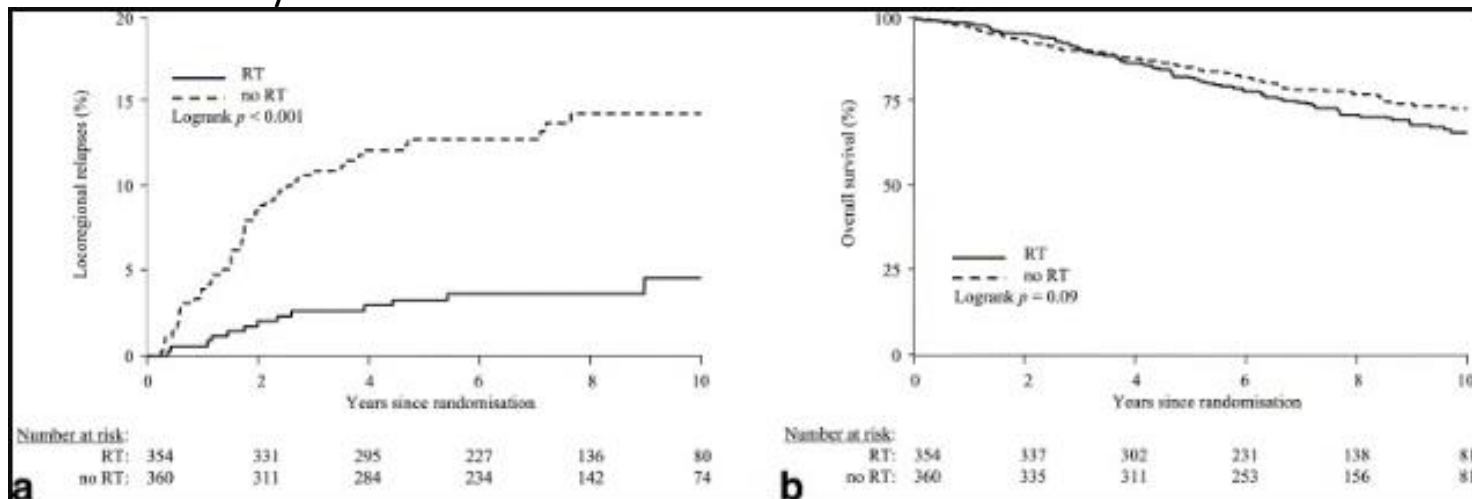 20
15
10
5
0
Locoregional relapses (%)
RT
no RT
Logrank p < 0.001
0 2 4 6 8 10
Years since randomisation
Number at risk:
RT: 354 331 295 227 136 80
no RT: 360 311 284 234 142 74
a
100
75
50
25
0
Overall survival (%)
RT
no RT
Logrank p = 0.09
0 2 4 6 8 10
Years since randomisation
Number at risk:
RT: 354 337 302 231 138
no RT: 360 335 311 253 156
b